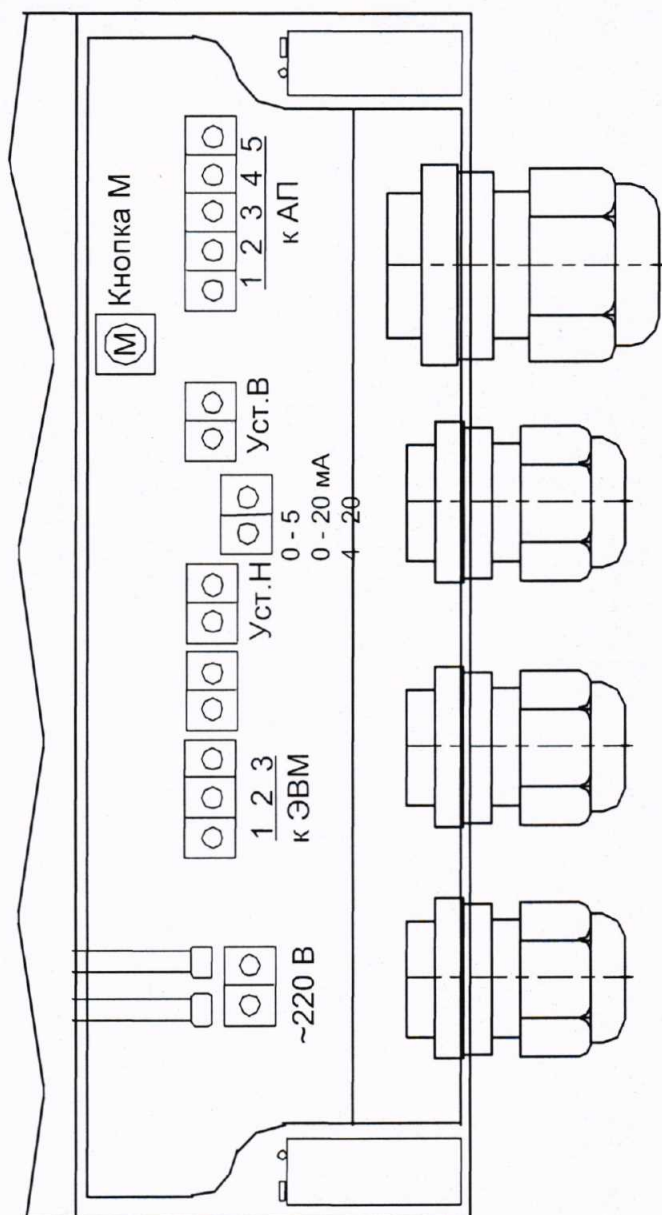 ~220 В
1 2 3
к ЭВМ
Уст.Н
0 - 5
0 - 20 мА
4 20
Уст.В
М
Кнопка М
1 2 3 4 5
к АП